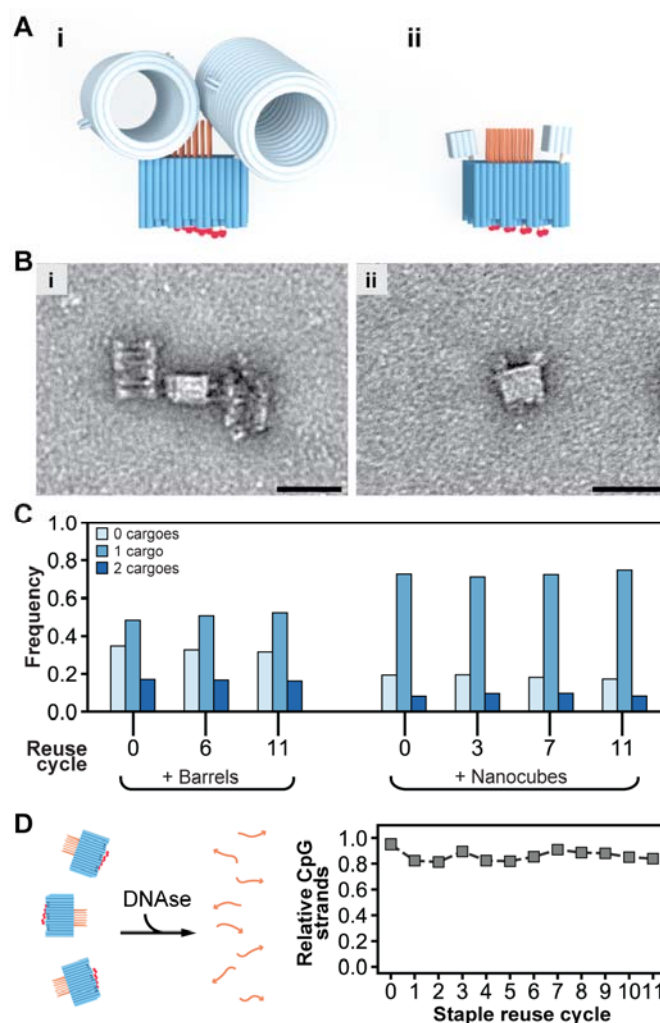 A
i
ii
B
i
ii
C
1.0
0.8
0.6
0.4
0.2
0.0
Frequency
0 cargoes
1 cargo
2 cargoes
Reuse cycle
0 6 11 0 3 7 11
+ Barrels
+ Nanocubes
D
DNAse
1.0
0.8
0.6
0.4
0.2
0.0
Relative CpG
strands
0 1 2 3 4 5 6 7 8 9 10 11
Staple reuse cycle